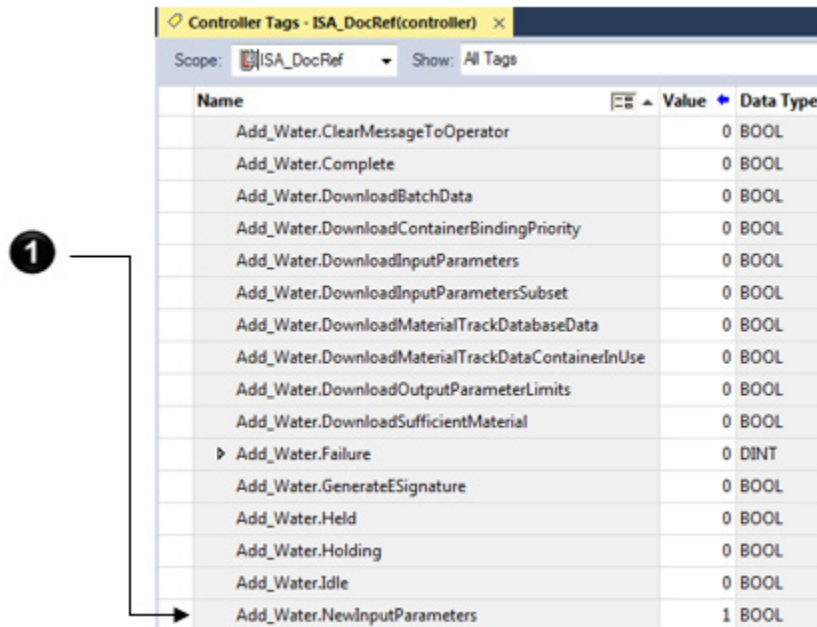 Controller Tags - ISA_DocRef(controller) ×
Scope: ISA_DocRef Show: All Tags
Name Value Data Type
Add_Water.ClearMessageToOperator 0 BOOL
Add_Water.Complete 0 BOOL
Add_Water.DownloadBatchData 0 BOOL
Add_Water.DownloadContainerBindingPriority 0 BOOL
1
Add_Water.DownloadInputParameters 0 BOOL
Add_Water.DownloadInputParametersSubset 0 BOOL
Add_Water.DownloadMaterialTrackDatabaseData 0 BOOL
Add_Water.DownloadMaterialTrackDataContainerInUse 0 BOOL
Add_Water.DownloadOutputParameterLimits 0 BOOL
Add_Water.DownloadSufficientMaterial 0 BOOL
Add_Water.Failure 0 DINT
Add_Water.GenerateESignature 0 BOOL
Add_Water.Held 0 BOOL
Add_Water.Holding 0 BOOL
Add_Water.Idle 0 BOOL
Add_Water.NewInputParameters 1 BOOL